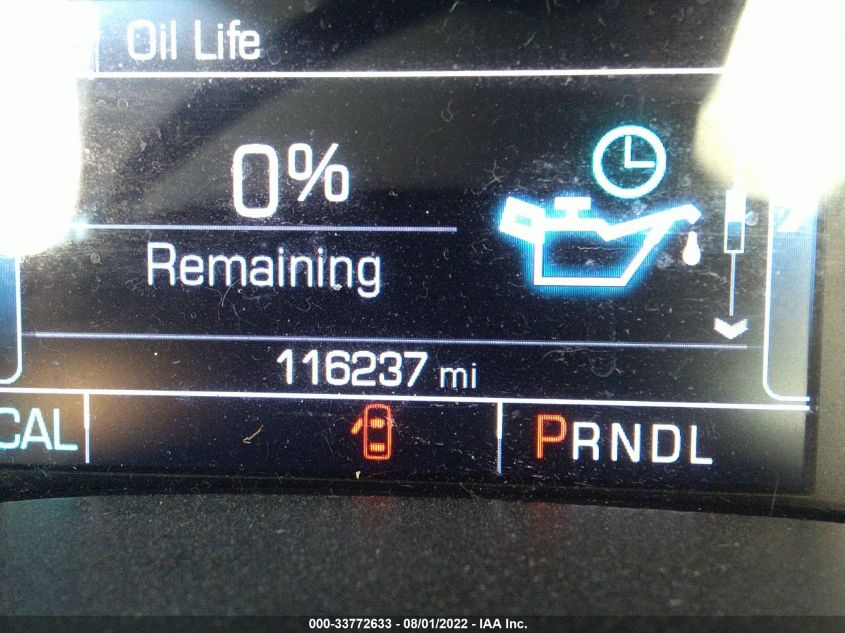 Oil Life
0%
Remaining
116237 mi
CAL PRNDL
000-33772633 - 08/01/2022 - IAA Inc.